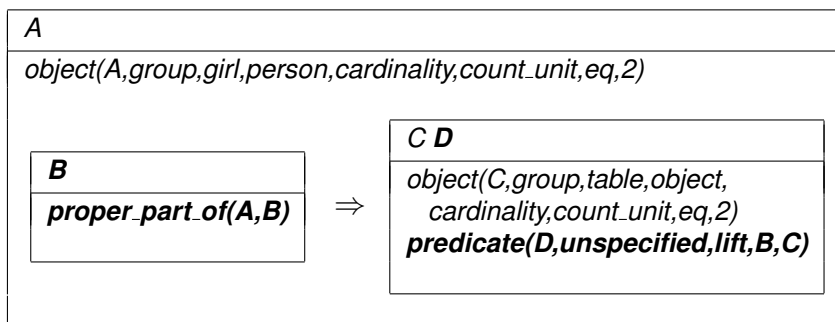 A
object(A,group,girl,person,cardinality,count_unit,eq,2)
B
proper_part_of(A,B)
⇒
C D
object(C,group,table,object,
cardinality,count_unit,eq,2)
predicate(D,unspecified,lift,B,C)